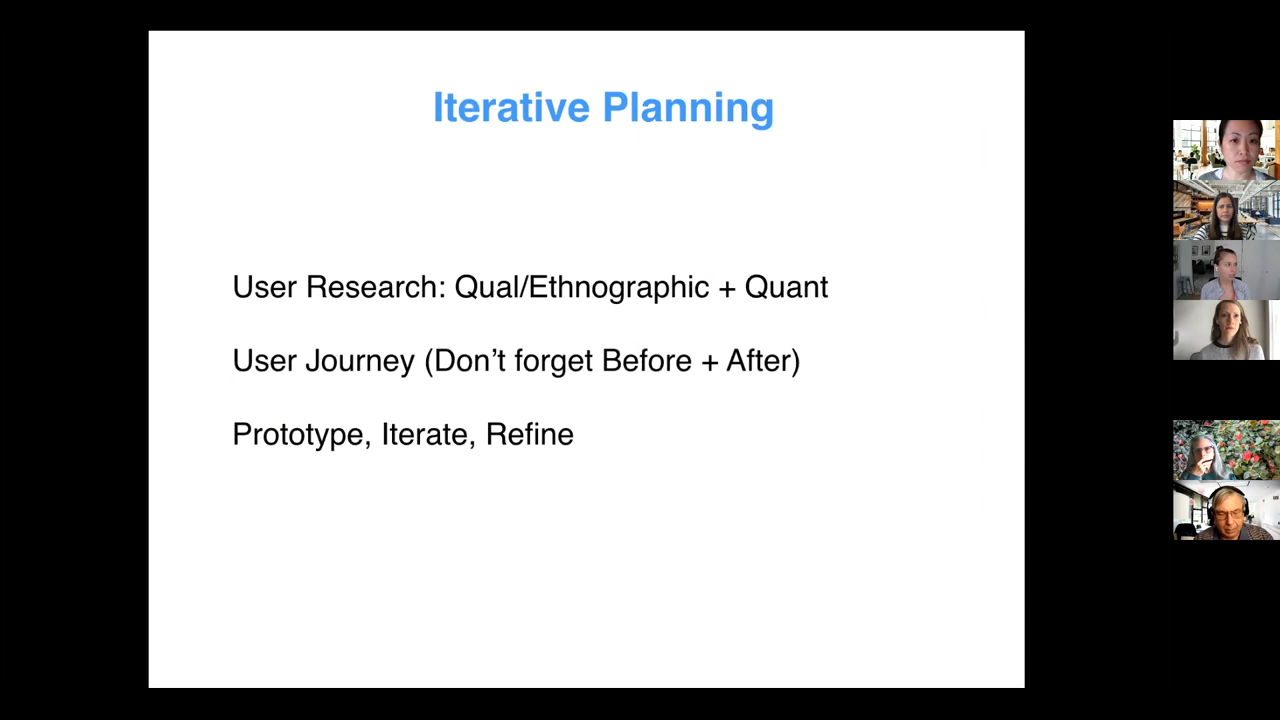 Iterative Planning
User Research: Qual/Ethnographic + Quant
User Journey (Don’t forget Before + After)
Prototype, Iterate, Refine